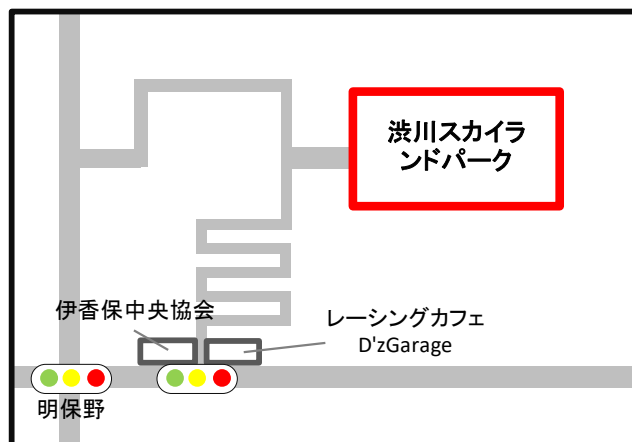 渋川スカイラ
ンドパーク
伊香保中央協会
レーシングカフェ
D'zGarage
明保野